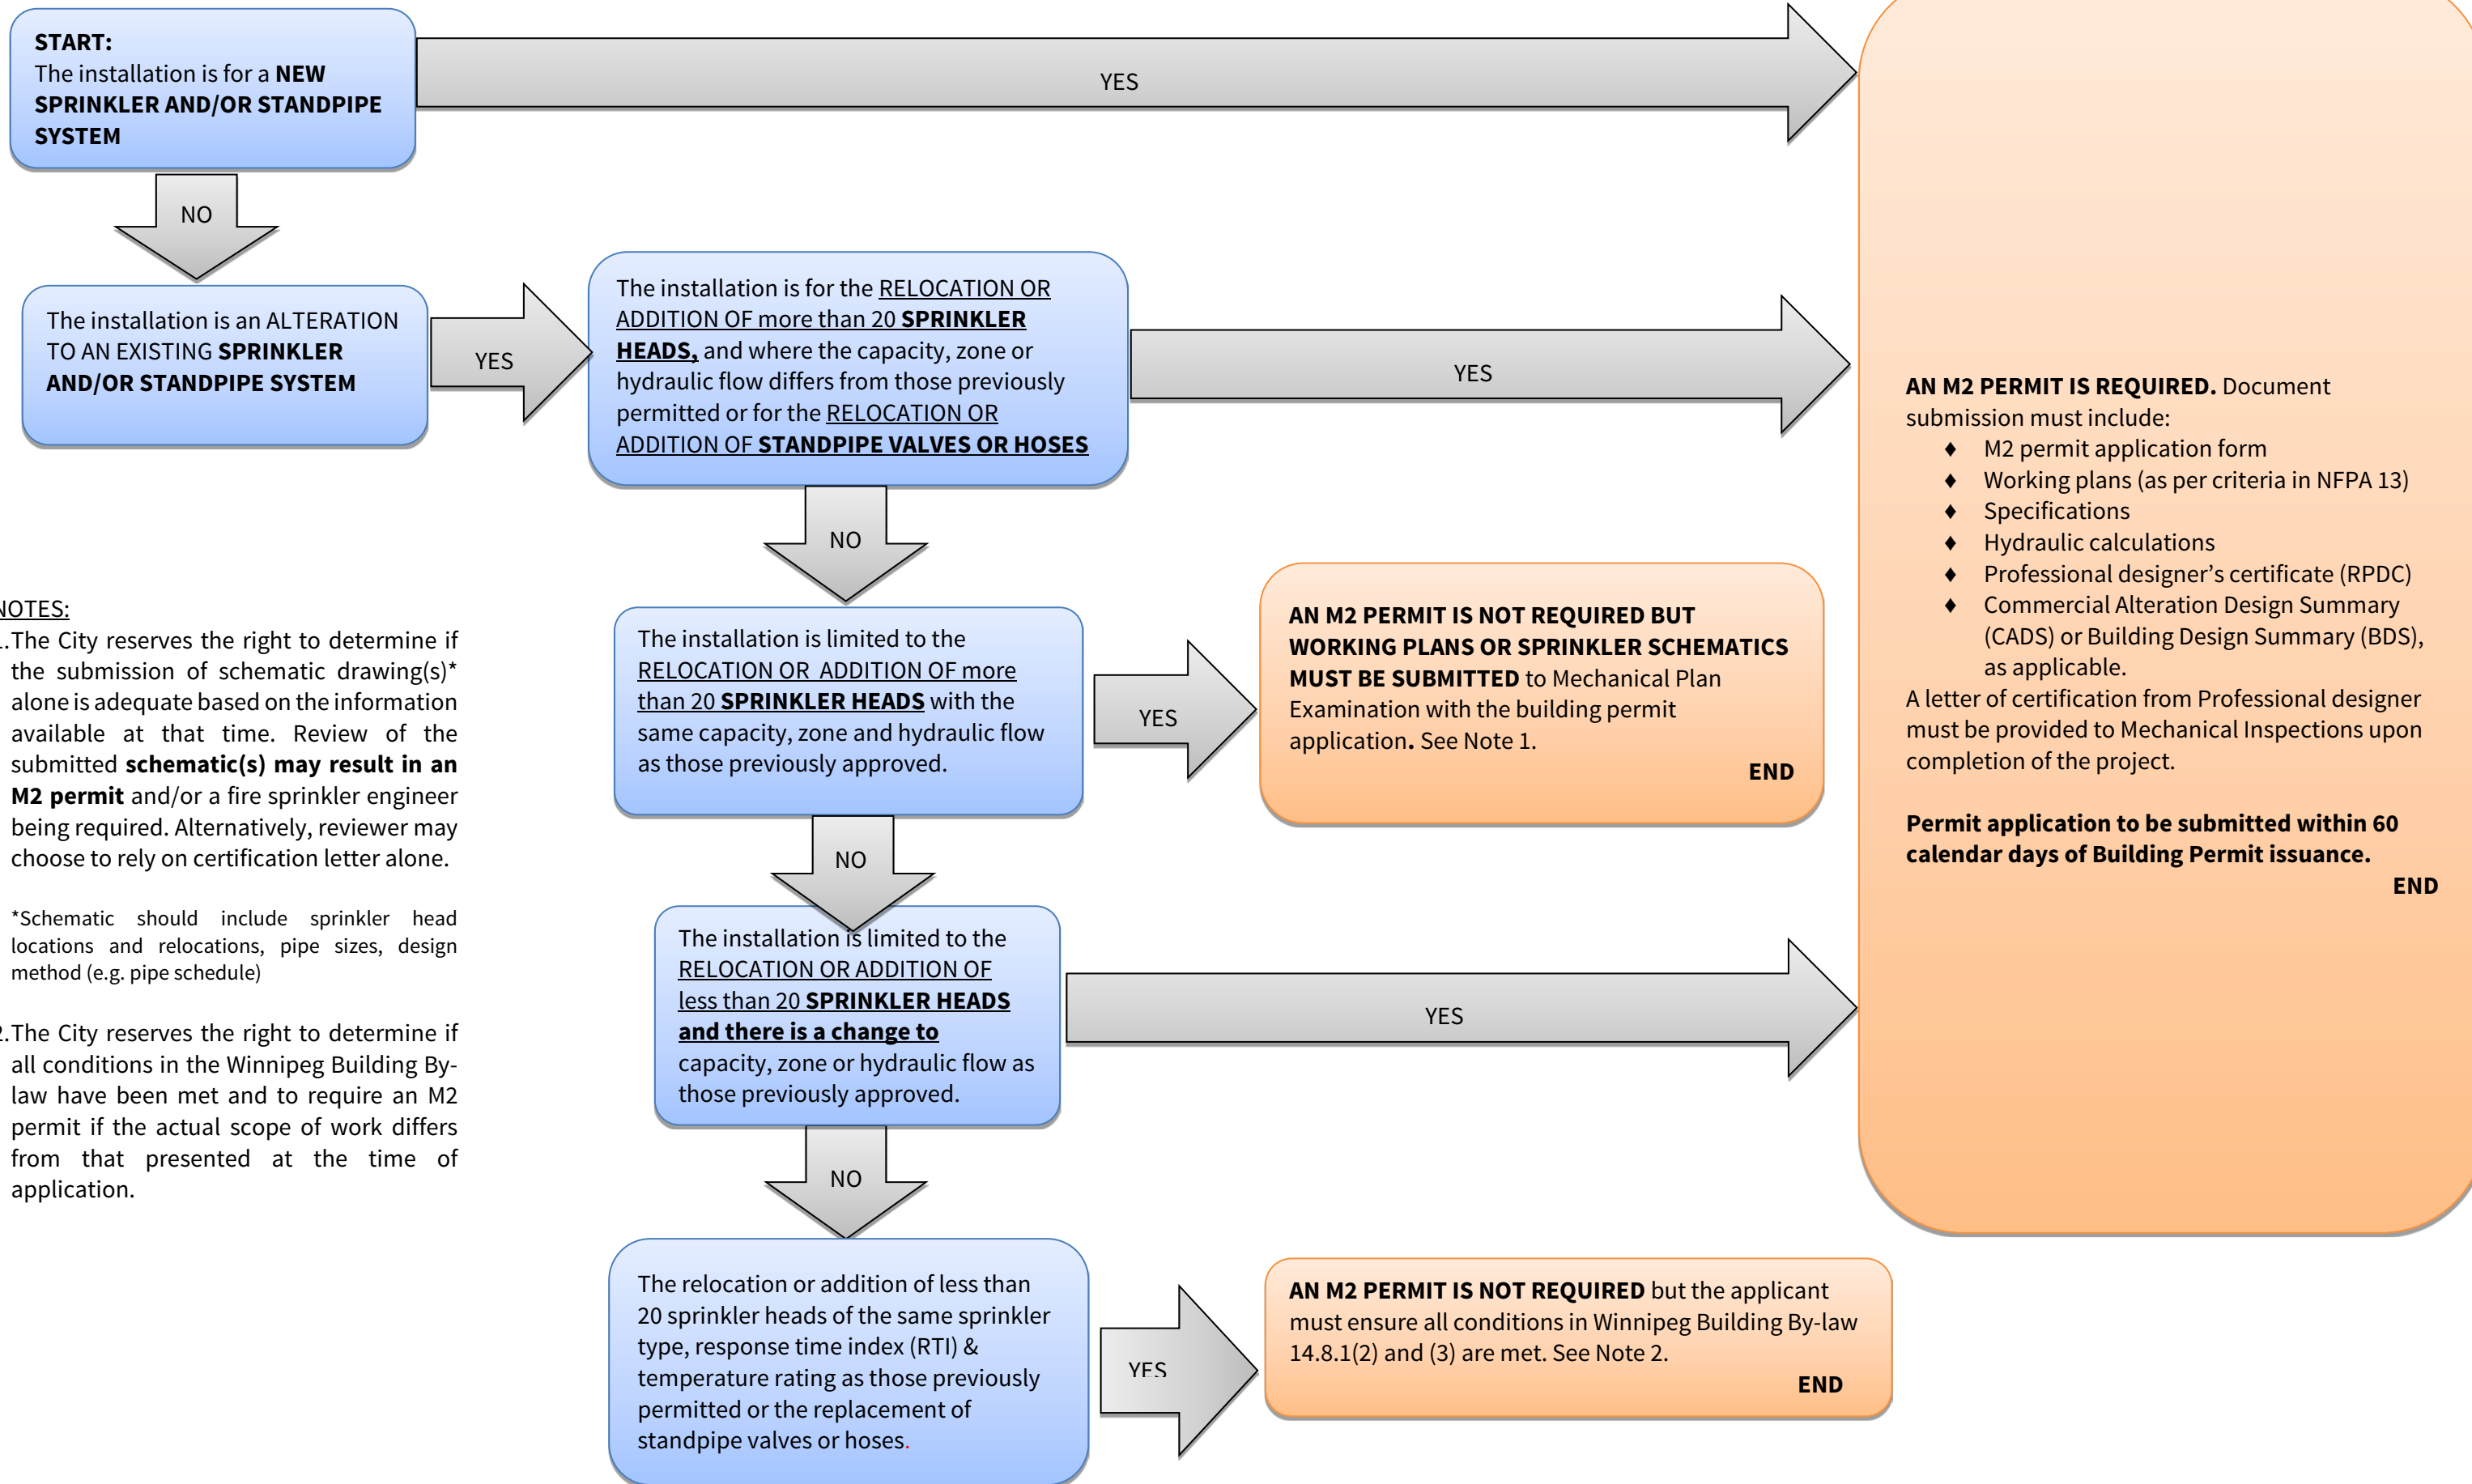 START:
The installation is for a NEW
SPRINKLER AND/OR STANDPIPE
SYSTEM
YES
NO
The installation is an ALTERATION
TO AN EXISTING SPRINKLER
AND/OR STANDPIPE SYSTEM
YES
The installation is for the RELOCATION OR
ADDITION OF more than 20 SPRINKLER
HEADS, and where the capacity, zone or
hydraulic flow differs from those previously
permitted or for the RELOCATION OR
ADDITION OF STANDPIPE VALVES OR HOSES
YES
NO
The installation is limited to the
RELOCATION OR ADDITION OF more
than 20 SPRINKLER HEADS with the
same capacity, zone and hydraulic flow
as those previously approved.
YES
AN M2 PERMIT IS NOT REQUIRED BUT
WORKING PLANS OR SPRINKLER SCHEMATICS
MUST BE SUBMITTED to Mechanical Plan
Examination with the building permit
application. See Note 1.
END
NO
The installation is limited to the
RELOCATION OR ADDITION OF
less than 20 SPRINKLER HEADS
and there is a change to
capacity, zone or hydraulic flow as
those previously approved.
YES
NO
The relocation or addition of less than
20 sprinkler heads of the same sprinkler
type, response time index (RTI) &
temperature rating as those previously
permitted or the replacement of
standpipe valves or hoses.
YES
AN M2 PERMIT IS NOT REQUIRED but the applicant
must ensure all conditions in Winnipeg Building By-law
14.8.1(2) and (3) are met. See Note 2.
END
AN M2 PERMIT IS REQUIRED. Document
submission must include:
♦ M2 permit application form
♦ Working plans (as per criteria in NFPA 13)
♦ Specifications
♦ Hydraulic calculations
♦ Professional designer's certificate (RPDC)
♦ Commercial Alteration Design Summary
(CADS) or Building Design Summary (BDS),
as applicable.
A letter of certification from Professional designer
must be provided to Mechanical Inspections upon
completion of the project.
Permit application to be submitted within 60
calendar days of Building Permit issuance.
END
NOTES:
1. The City reserves the right to determine if
the submission of schematic drawing(s)*
alone is adequate based on the information
available at that time. Review of the
submitted schematic(s) may result in an
M2 permit and/or a fire sprinkler engineer
being required. Alternatively, reviewer may
choose to rely on certification letter alone.
*Schematic should include sprinkler head
locations and relocations, pipe sizes, design
method (e.g. pipe schedule)
2. The City reserves the right to determine if
all conditions in the Winnipeg Building By-
law have been met and to require an M2
permit if the actual scope of work differs
from that presented at the time of
application.